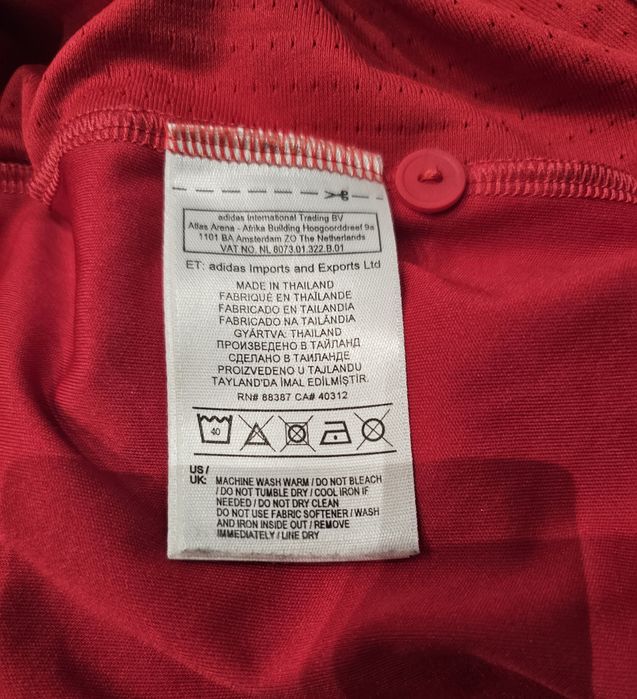 adidas International Trading BV
Atlas Arena - Afrika Building Hoogoorddreef 9a
1101 BA Amsterdam ZO The Netherlands
VAT NO. NL 8073.01.322.B.01
ET: adidas Imports and Exports Ltd
MADE IN THAILAND
FABRIQUÉ EN THAÏLANDE
FABRICADO EN TAILANDIA
FABRICADO NA TAILÂNDIA
GYÁRTVA: THAILAND
ПРОИЗВЕДЕНО В ТАЙЛАНД
СДЕЛАНО В ТАИЛАНДЕ
PROIZVEDENO U TAJLANDU
TAYLAND'DA İMAL EDİLMİŞTİR.
RN# 88387 CA# 40312
40
US /
UK: MACHINE WASH WARM / DO NOT BLEACH
/ DO NOT TUMBLE DRY / COOL IRON IF
NEEDED / DO NOT DRY CLEAN
DO NOT USE FABRIC SOFTENER / WASH
AND IRON INSIDE OUT / REMOVE
IMMEDIATELY / LINE DRY